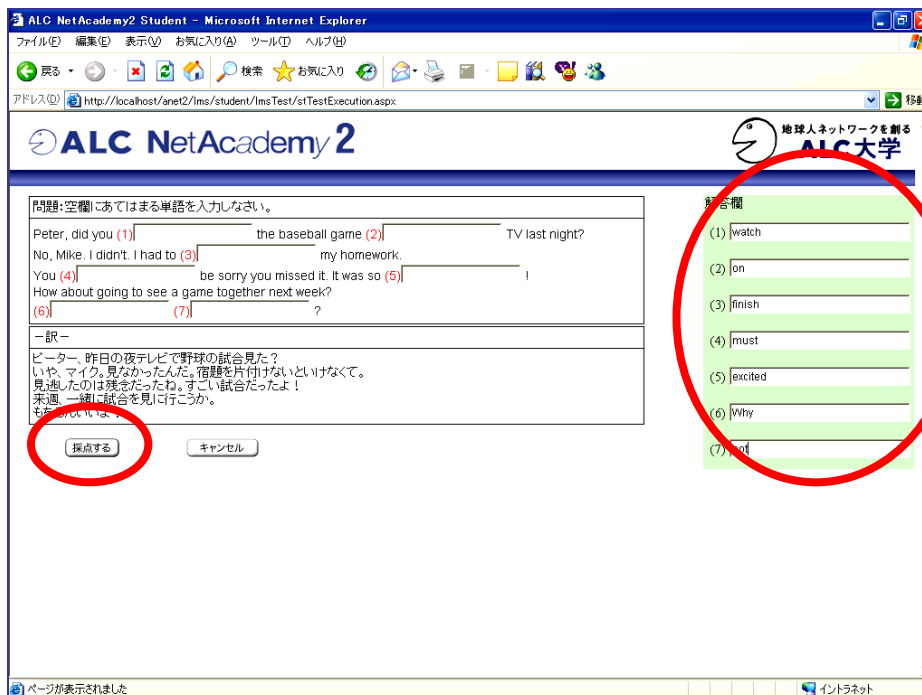 ALC NetAcademy2 Student - Microsoft Internet Explorer
ファイル(F) 編集(E) 表示(V) お気に入り(A) ツール(T) ヘルプ(H)
戻る 検索 お気に入り
アドレス(D) http://localhost/anet2/lms/student/lmsTest/stTestExecution.aspx 移動
ALC NetAcademy 2
地球人ネットワークを創る
ALC大学
問題:空欄にあてはまる単語を入力しなさい。
Peter, did you (1) the baseball game (2) TV last night?
No, Mike. I didn't. I had to (3) my homework.
You (4) be sorry you missed it. It was so (5) !
How about going to see a game together next week?
(6) (7) ?
－訳－
ピーター、昨日の夜テレビで野球の試合見た？
いや、マイク。見なかったんだ。宿題を片付けないといけなくて。
見逃したのは残念だったね。すごい試合だったよ！
来週、一緒に試合を見に行こうか。
もちろんいいよ！
採点する キャンセル
解答欄
(1) watch
(2) on
(3) finish
(4) must
(5) excited
(6) Why
(7) not
ページが表示されました イントラネット